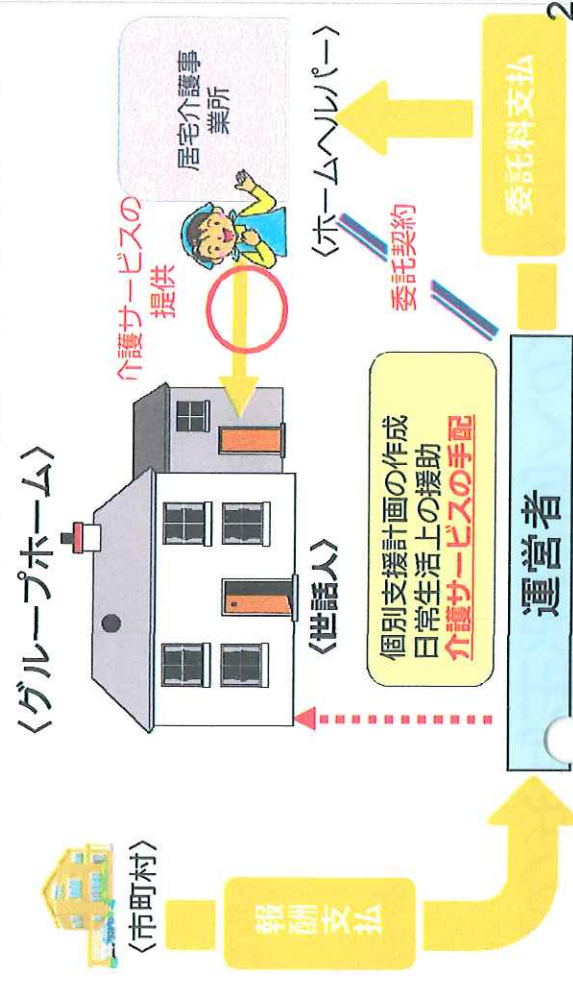 〈グループホーム〉
〈市町村〉
報酬
支払
〈世話人〉
介護サービスの
提供
居宅介護事
業所
〈ホームヘルパー〉
委託契約
個別支援計画の作成
日常生活上の援助
介護サービスの手配
運営者
委託料支払
2